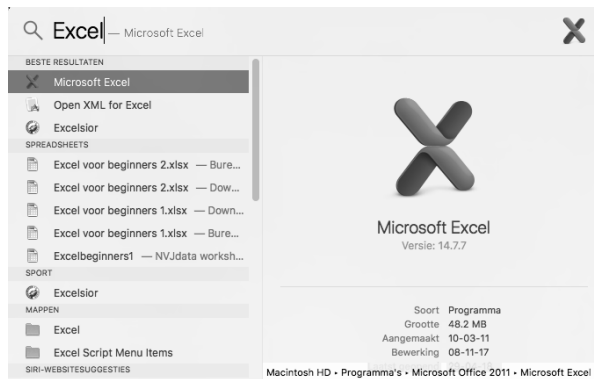 Excel — Microsoft Excel
BESTE RESULTATEN
Microsoft Excel
Open XML for Excel
Excelsior
SPREADSHEETS
Excel voor beginners 2.xlsx — Bure...
Excel voor beginners 2.xlsx — Dow...
Excel voor beginners 1.xlsx — Down...
Excel voor beginners 1.xlsx — Bure...
Excelbeginners1 — NVJdata worksh...
SPORT
Excelsior
MAPPEN
Excel
Excel Script Menu Items
SIRI-WEBSITESUGGESTIES
Microsoft Excel
Versie: 14.7.7
Soort Programma
Grootte 48.2 MB
Aangemaakt 10-03-11
Bewerking 08-11-17
Macintosh HD • Programma's • Microsoft Office 2011 • Microsoft Excel